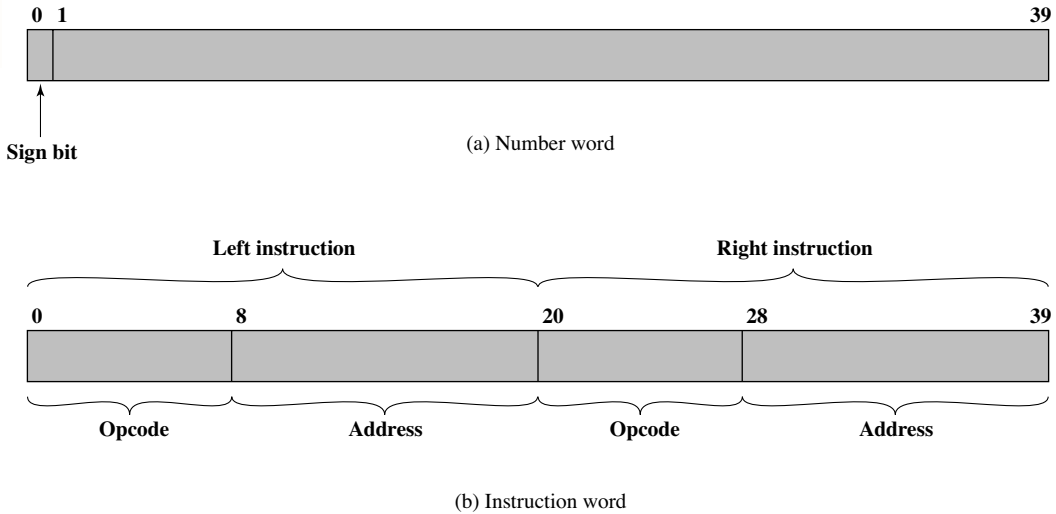 0 1 39
Sign bit
(a) Number word
Left instruction Right instruction
0 8 20 28 39
Opcode Address Opcode Address
(b) Instruction word